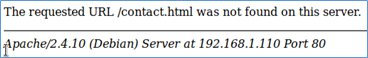 The requested URL /contact.html was not found on this server.
Apache/2.4.10 (Debian) Server at 192.168.1.110 Port 80